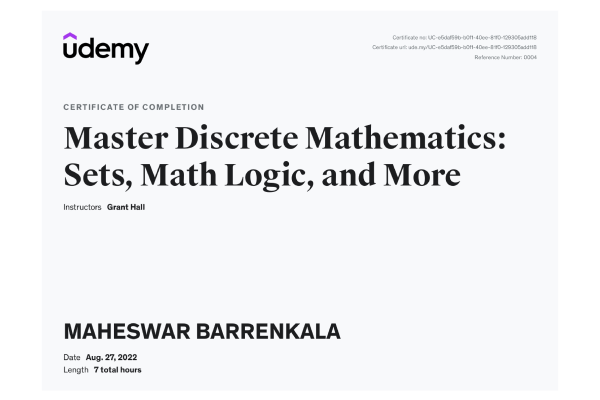 udemy
Certificate no: UC-e5daf59b-b0f1-40ee-81f0-f29305add1f8
Certificate url: ude.my/UC-e5daf59b-b0f1-40ee-81f0-f29305add1f8
Reference Number: 0004
CERTIFICATE OF COMPLETION
Master Discrete Mathematics:
Sets, Math Logic, and More
Instructors Grant Hall
MAHESWAR BARRENKALA
Date Aug. 27, 2022
Length 7 total hours